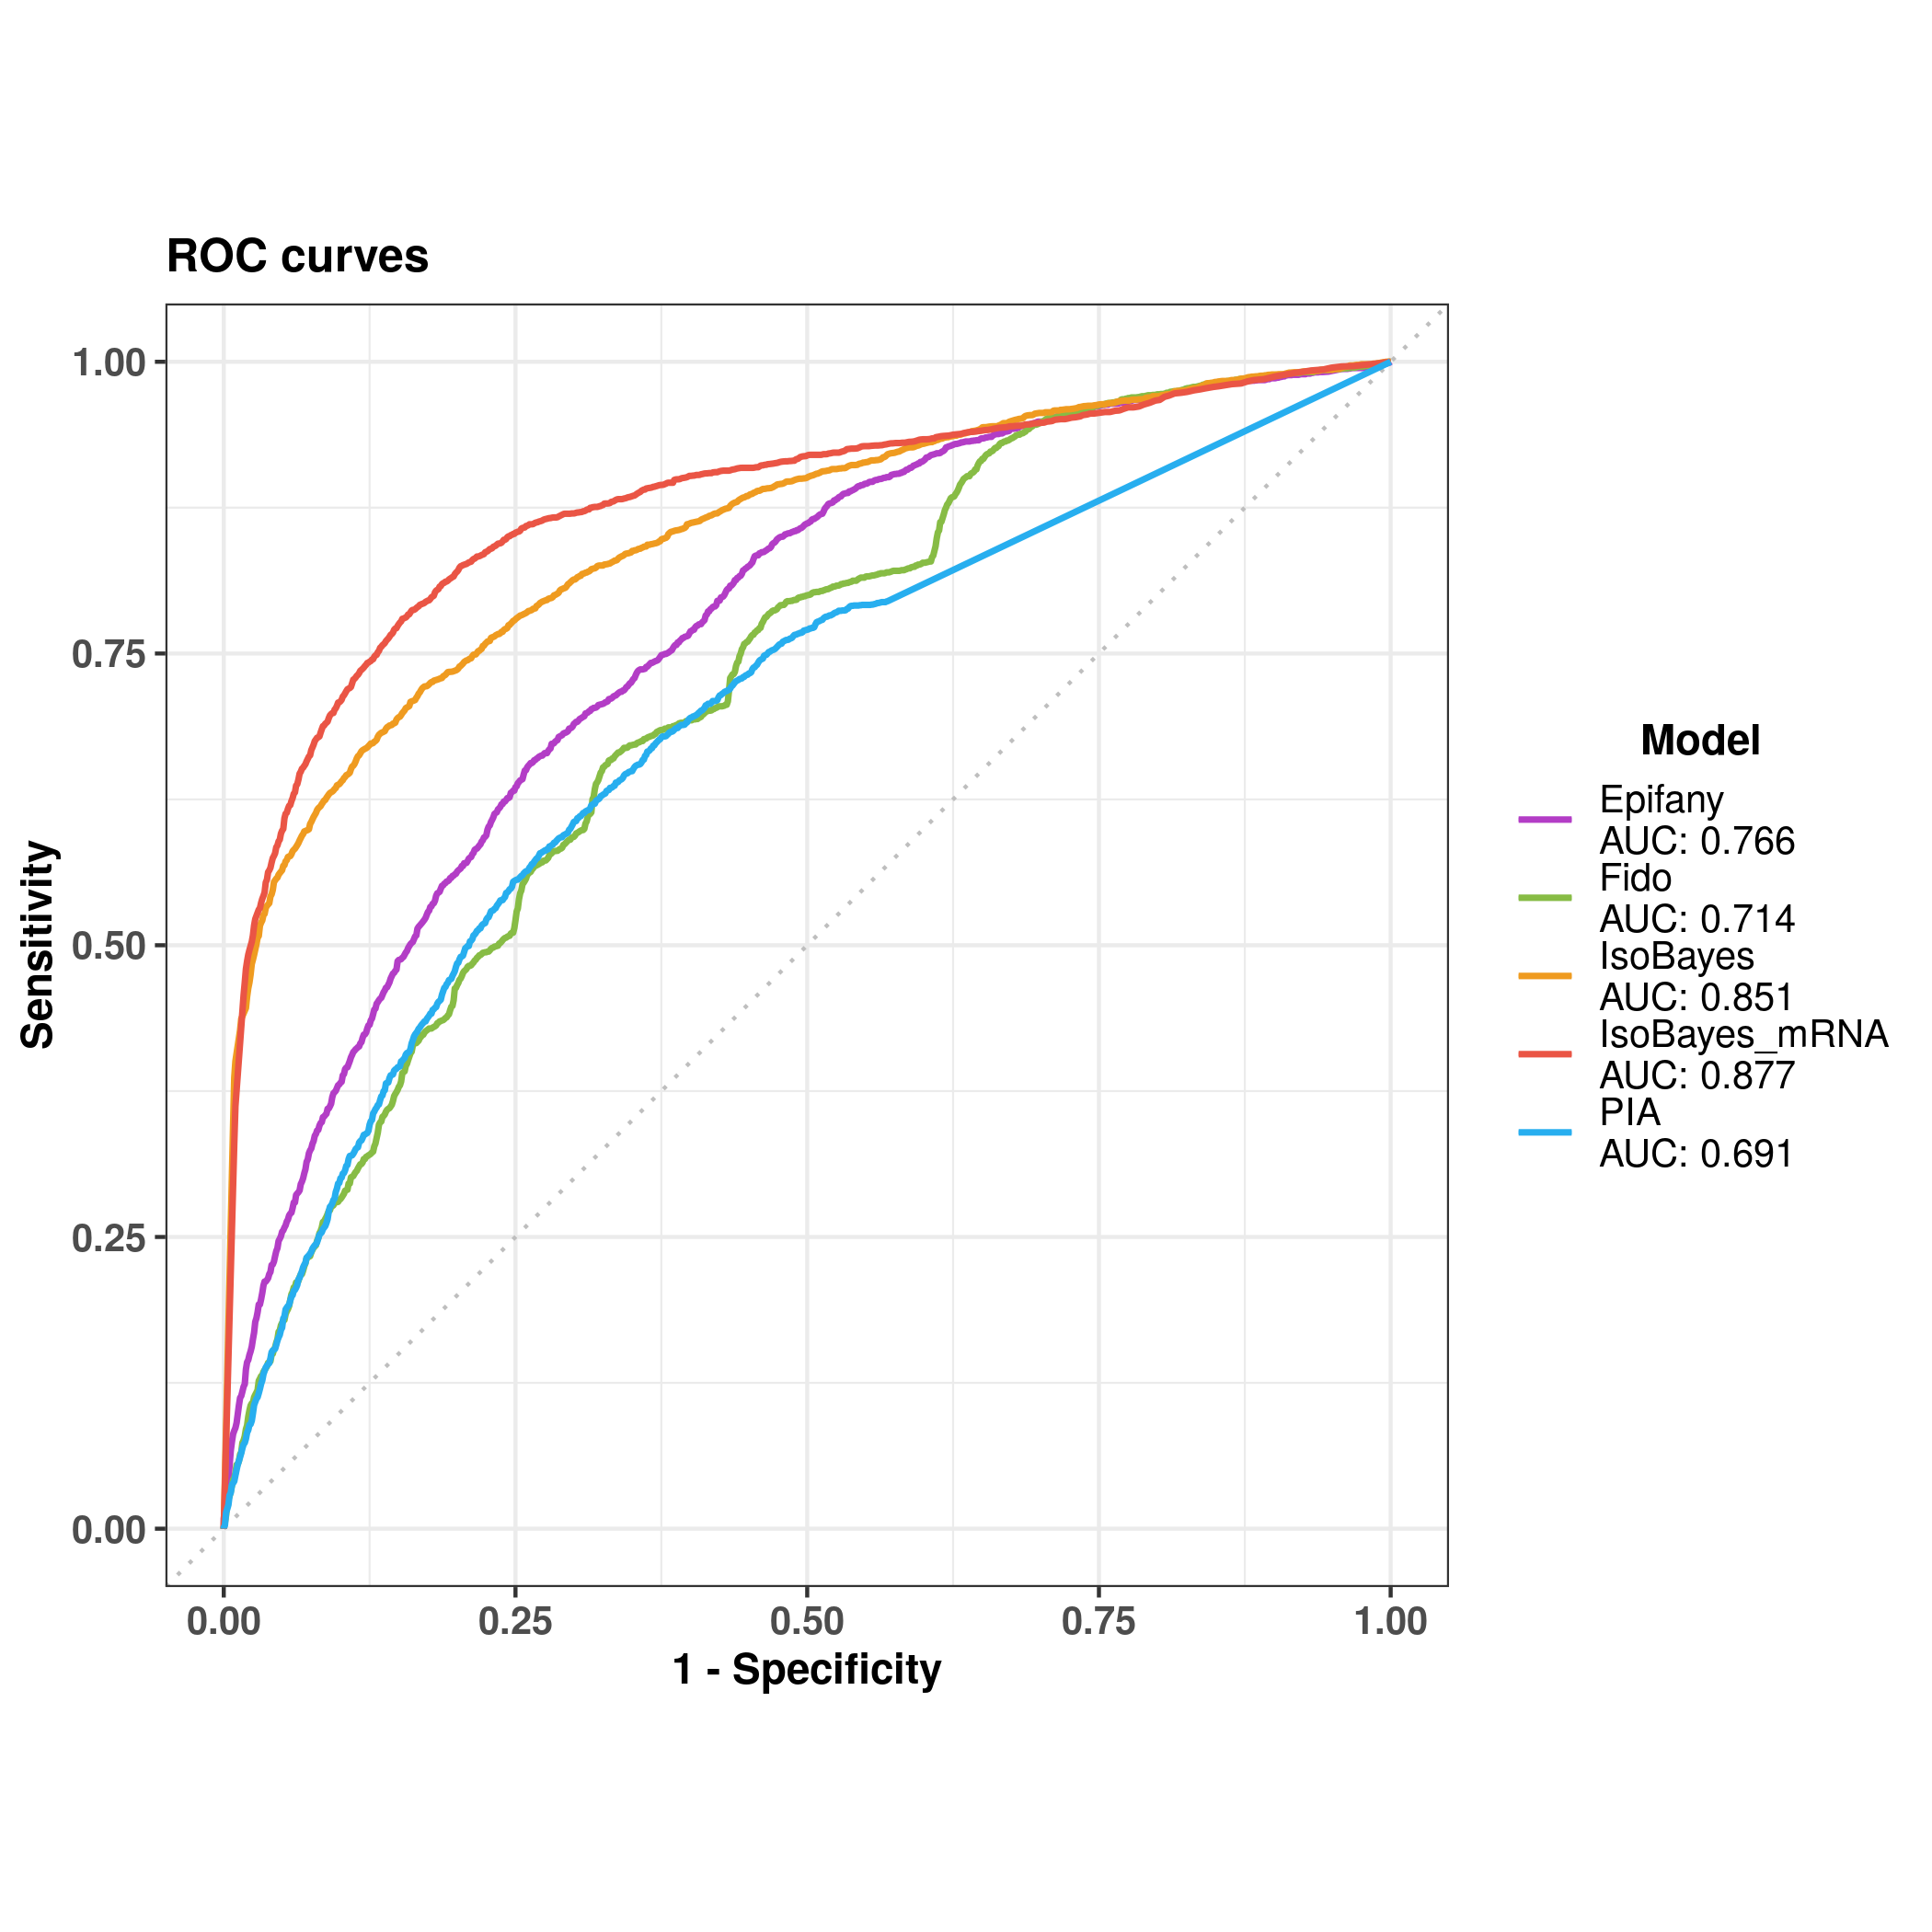 ROC curves
Sensitivity
1.00
0.75
0.50
0.25
0.00
0.00 0.25 0.50 0.75 1.00
1 - Specificity
Model
Epifany
AUC: 0.766
Fido
AUC: 0.714
IsoBayes
AUC: 0.851
IsoBayes_mRNA
AUC: 0.877
PIA
AUC: 0.691